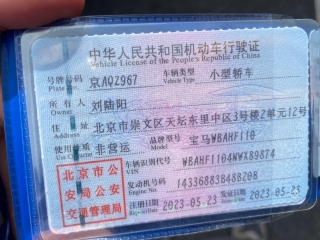 中华人民共和国机动车行驶证
Vehicle License of the People's Republic of China
号牌号码 京AQZ967 车辆类型 小型轿车
Plate No. Vehicle Type
所有人 刘陆阳
Owner
住址 北京市崇文区天坛东里中区3号楼2单元12号
Address
使用性质 非营运 品牌型号 宝马WBAHF110
Use Character Model
北京市公安局公安交通管理局
车辆识别代号 WBAHF1104NWX89874
VIN
发动机号码 14336883B488208
Engine No.
注册日期 2023-05-23 发证日期 2023-05-23
Register Date Issue Date